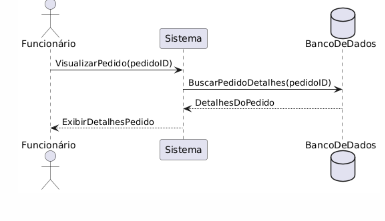 Funcionário
Sistema
BancoDeDados
VisualizarPedido(pedidoID)
BuscarPedidoDetalhes(pedidoID)
DetalhesDoPedido
ExibirDetalhesPedido
Funcionário
Sistema
BancoDeDados